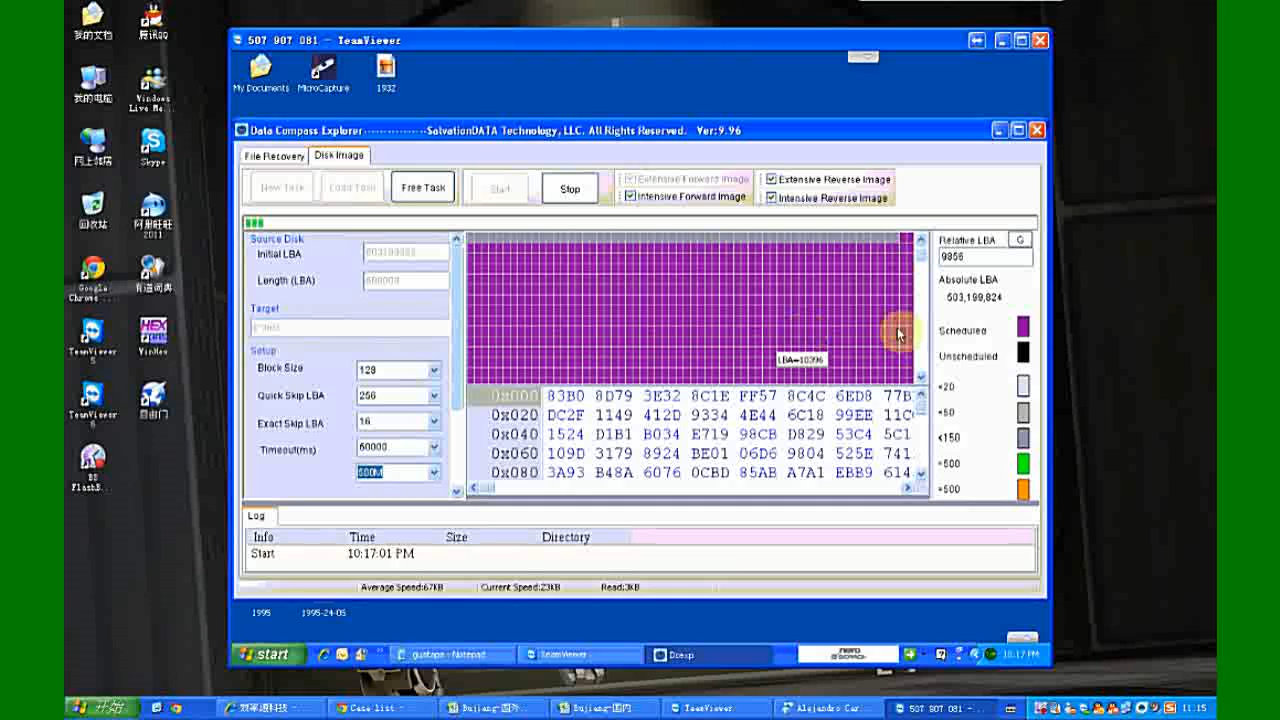 我的文档
腾讯QQ
我的电脑
Windows
Live Me...
网上邻居
Skype
回收站
阿里旺旺
2011
Google
Chrome ...
有道词典
TeamViewer
5
WinHex
TeamViewer
6
自由门
FlashB...
507 907 081 - TeamViewer
My Documents
MicroCapture
1932
Data Compass Explorer---------------SalvationDATA Technology, LLC. All Rights Reserved. Ver:9.96
File Recovery
Disk Image
New Task
Load Task
Free Task
Start
Stop
Extensive Forward Image
Intensive Forward Image
Extensive Reverse Image
Intensive Reverse Image
Source Disk
Initial LBA
Length (LBA)
Target
Setup
Block Size
128
Quick Skip LBA
256
Exact Skip LBA
16
Timeout(ms)
60000
LBA=10396
Relative LBA
G
9856
Absolute LBA
503,199,824
Scheduled
Unscheduled
<20
<50
<150
<500
>500
0x000 83B0 8D79 3E32 8C1E FF57 8C4C 6ED8
0x020 DC2F 1149 412D 9334 4E44 6C18 99EE
0x040 1524 D1B1 B034 E719 98CB D829 53C4 5C1
0x060 109D 3179 8924 BE01 06D6 9804 525E 741
0x080 3A93 B48A 6076 0CBD 85AB A7A1 EBB9 614
Log
Info Time Size Directory
Start 10:17:01 PM
Average Speed:67KB Current Speed:23KB Read:3KB
1995
1995-24-05
start
- Notepad
TeamViewer
Dcexp
10:17 PM
开始
Case list -
Bujiang-国外
Bujiang-国内
TeamViewer
Alejandro Car...
507 907 081 -...
11:15